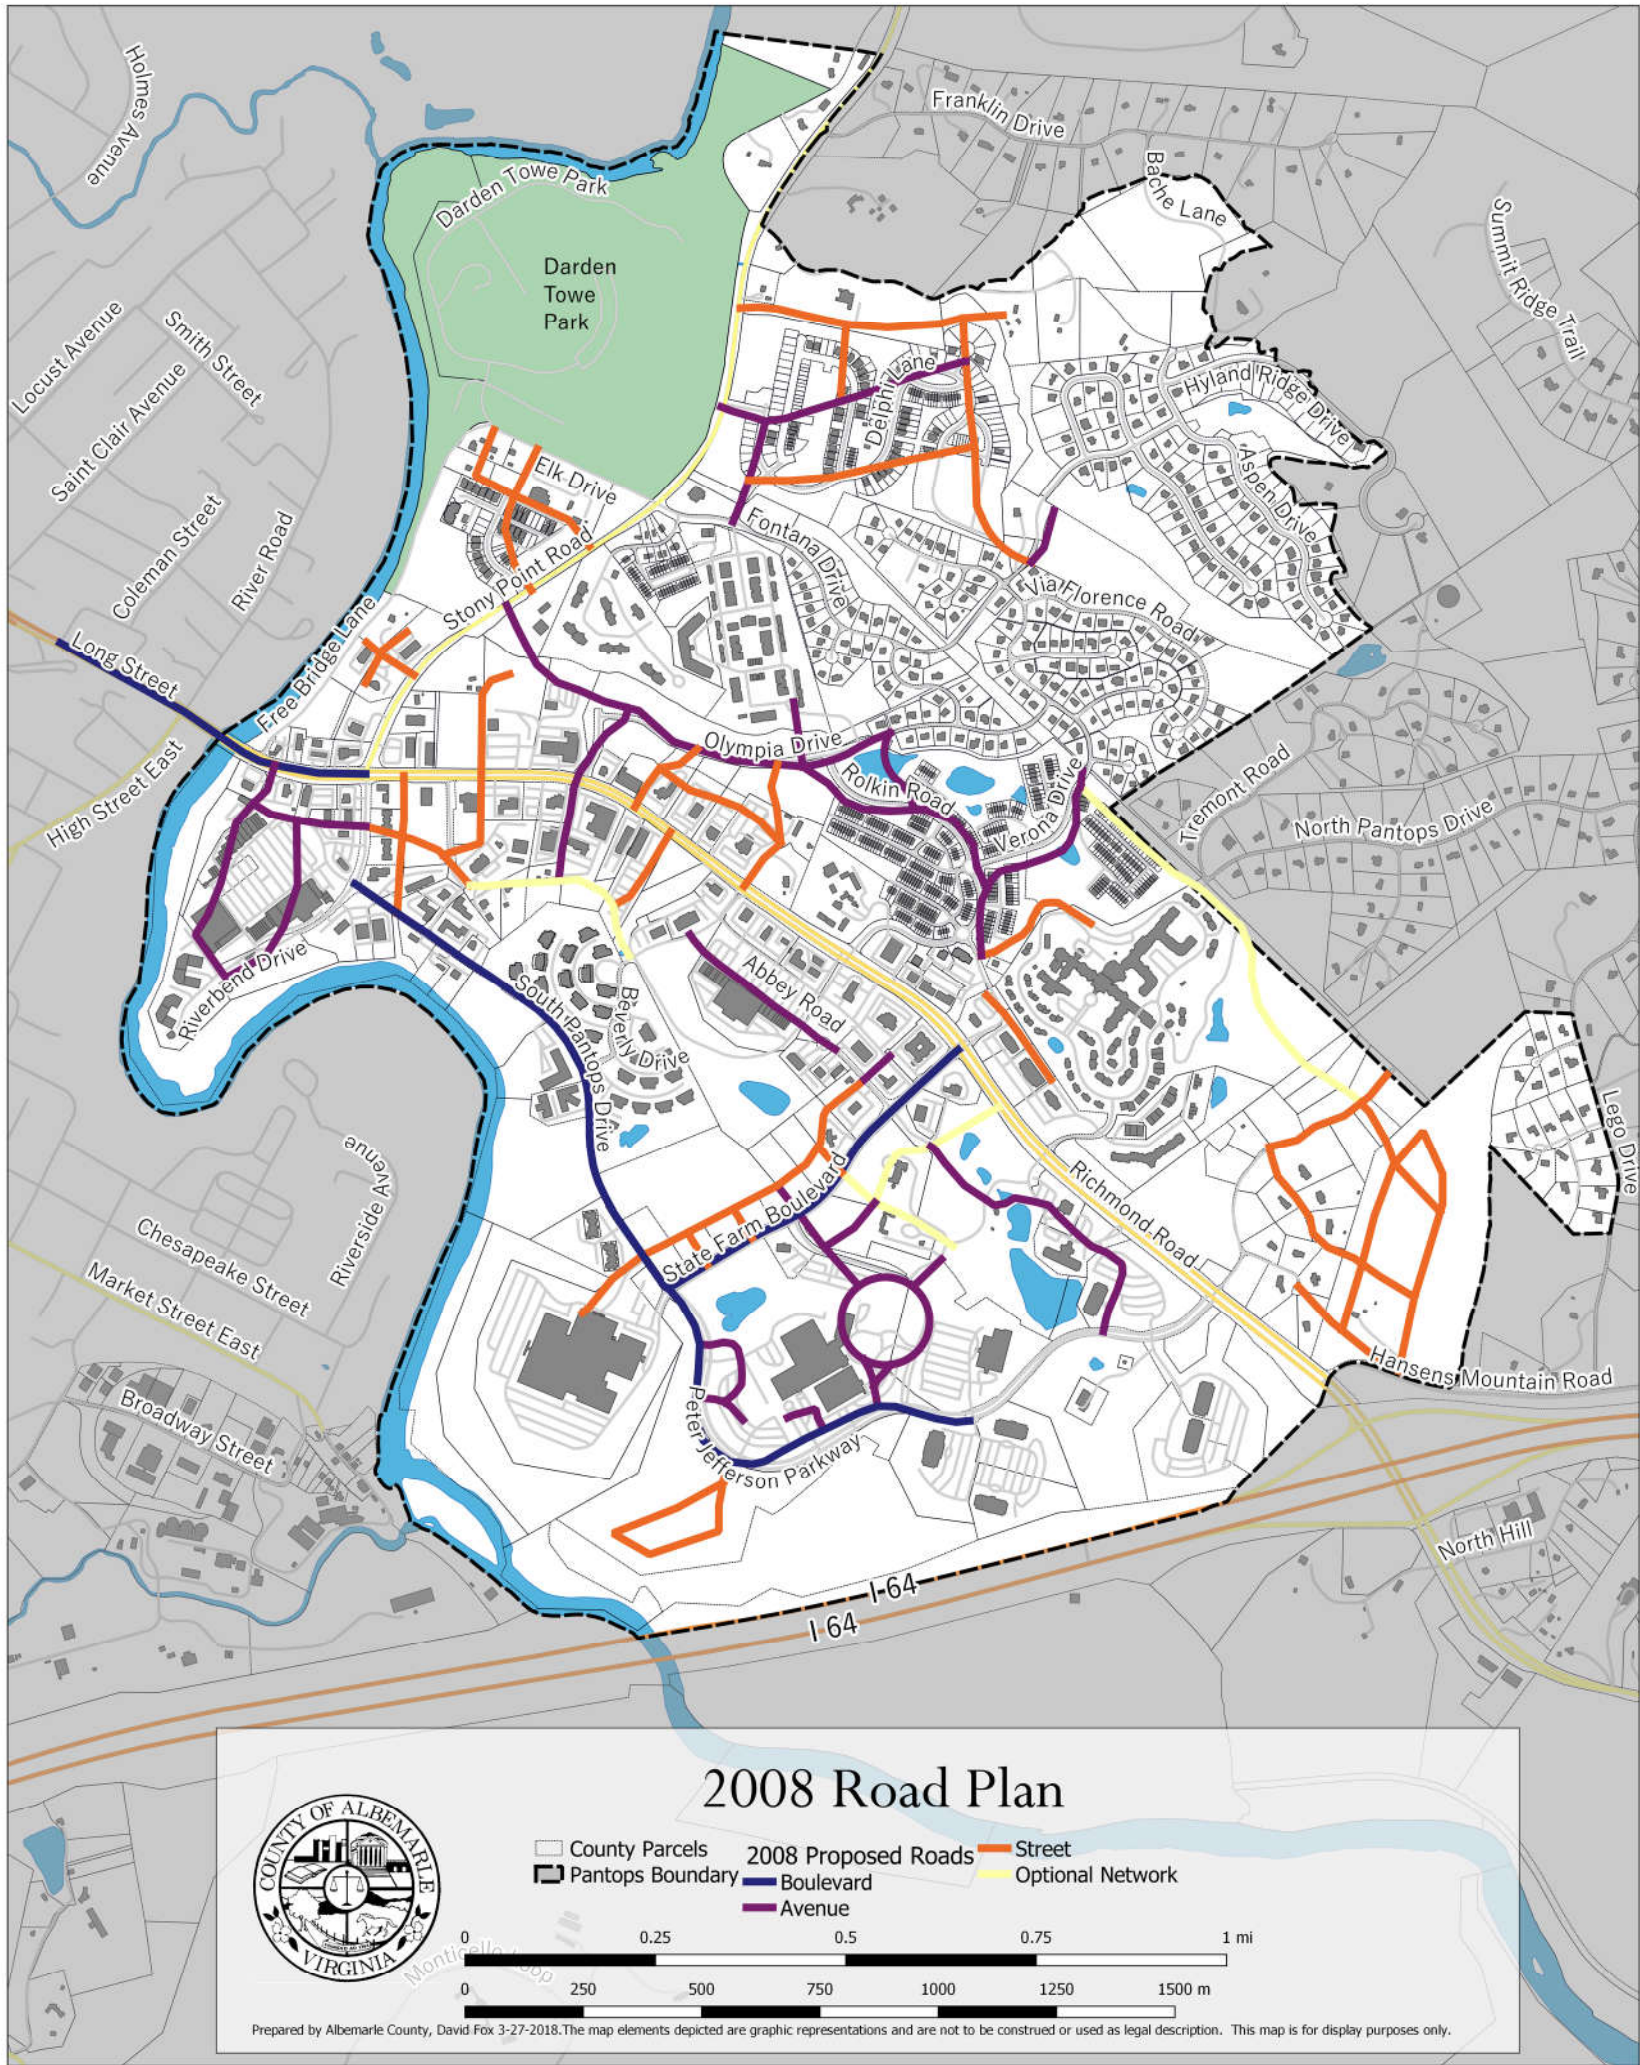 Holmes Avenue
Franklin Drive
Bache Lane
Summit Ridge Trail
Darden Towe Park
Darden
Towe
Park
Locust Avenue
Smith Street
Saint Clair Avenue
Delphi Lane
Hyland Ridge Drive
Aspen Drive
Elk Drive
Coleman Street
River Road
Fontana Drive
Stony Point Road
Via Florence Road
Long Street
Free Bridge Lane
High Street East
Olympia Drive
Rolkin Road
Verona Drive
Tremont Road
North Pantops Drive
Riverbend Drive
Abbey Road
South Pantops Drive
Beverly Drive
Lego Drive
Riverside Avenue
Chesapeake Street
Market Street East
State Farm Boulevard
Richmond Road
Hansens Mountain Road
Broadway Street
Peter Jefferson Parkway
North Hill
I-64
I 64
2008 Road Plan
COUNTY OF ALBEMARLE
VIRGINIA
County Parcels
Pantops Boundary
2008 Proposed Roads
Boulevard
Avenue
Street
Optional Network
0 0.25 0.5 0.75 1 mi
Monticello Loop
0 250 500 750 1000 1250 1500 m
Prepared by Albemarle County, David Fox 3-27-2018.The map elements depicted are graphic representations and are not to be construed or used as legal description. This map is for display purposes only.